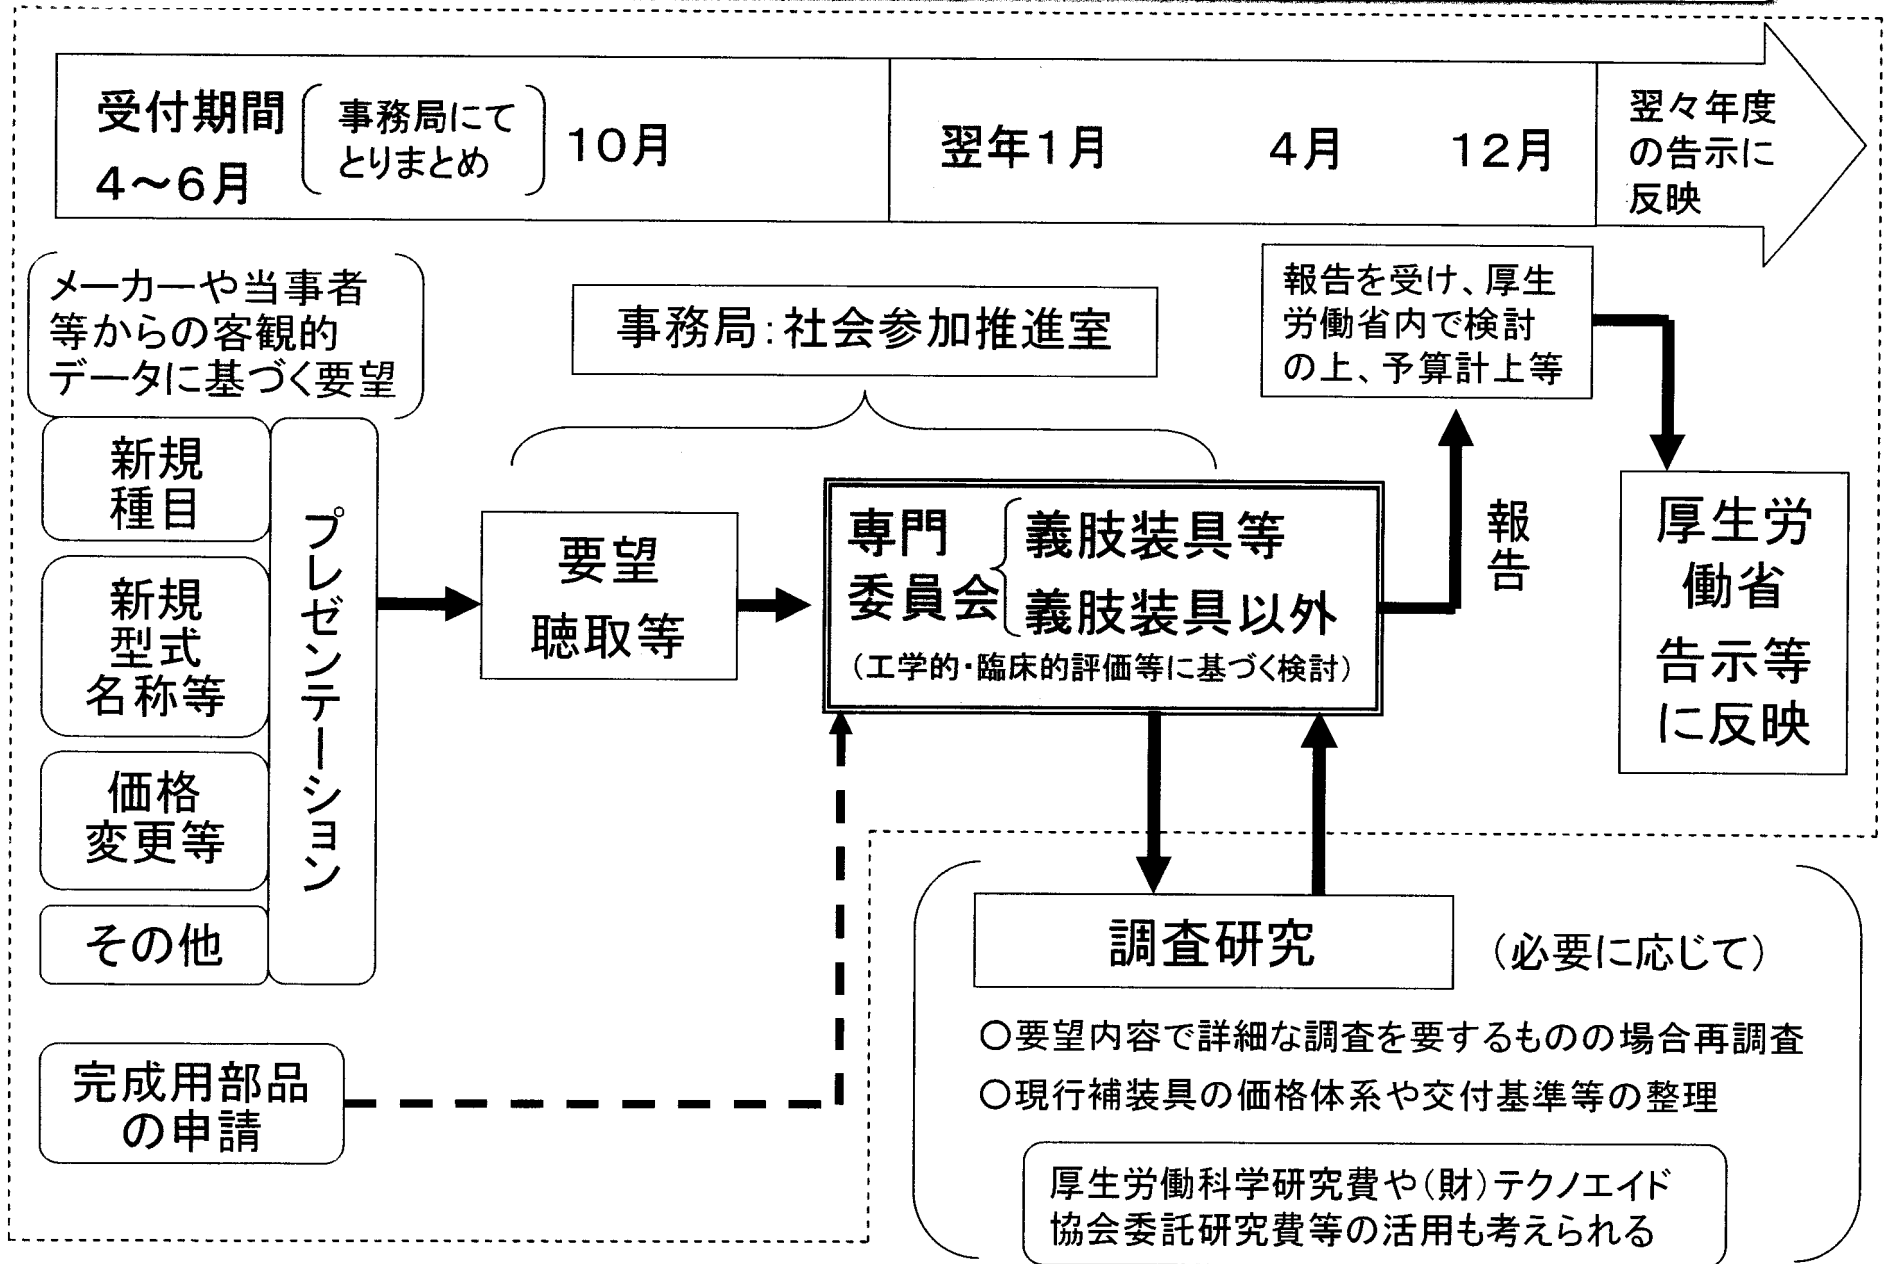 受付期間
4～6月
事務局にて
とりまとめ
10月
翌年1月
4月
12月
翌々年度
の告示に
反映
メーカーや当事者
等からの客観的
データに基づく要望
事務局:社会参加推進室
報告を受け、厚生
労働省内で検討
の上、予算計上等
新規
種目
新規
型式
名称等
価格
変更等
その他
プレゼンテーション
要望
聴取等
専門
委員会
義肢装具等
義肢装具以外
(工学的・臨床的評価等に基づく検討)
報告
厚生労
働省
告示等
に反映
調査研究
(必要に応じて)
○要望内容で詳細な調査を要するものの場合再調査
○現行補装具の価格体系や交付基準等の整理
厚生労働科学研究費や(財)テクノエイド
協会委託研究費等の活用も考えられる
完成用部品
の申請